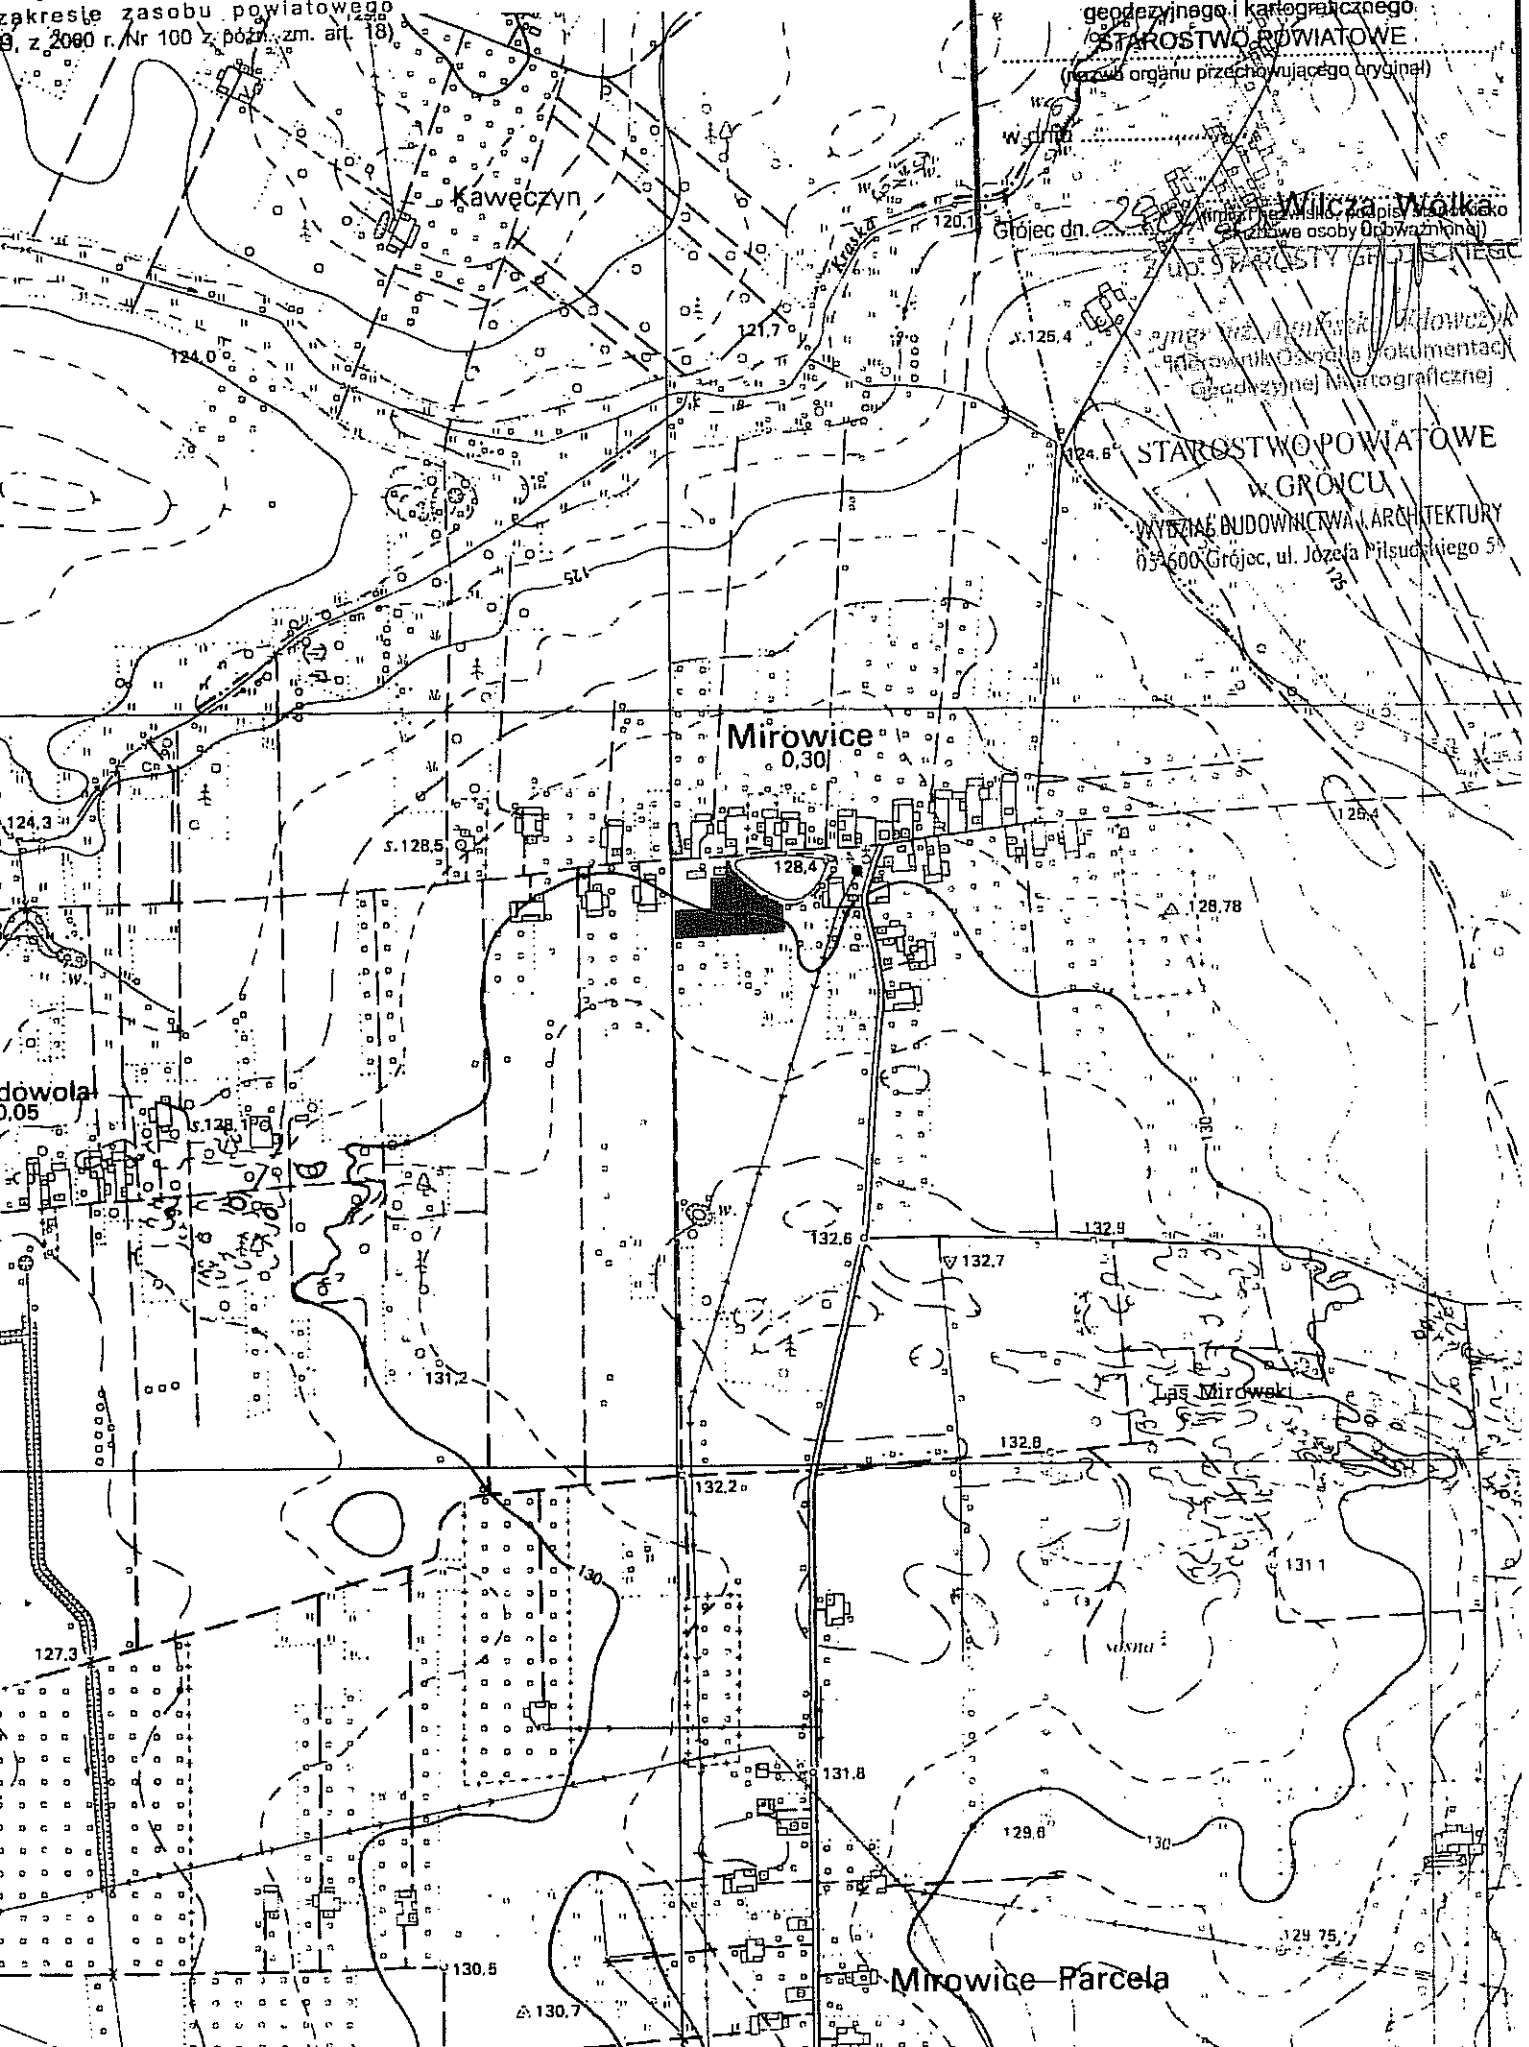 zakresie zasobu powiatowego
z 2000 r. Nr 100 z późn. zm. art. 18)
geodezyjnego i kartograficznego
STAROSTWO POWIATOWE
(nazwa organu przechowującego oryginał)
w dniu
Kawęczyn
Wilcza Wólka
120,1
Grójec dn.
Kraska
Z up. STAROSTY GRÓJECKIEGO
121,7
s.125,4
mgr inż.
124,0
Kierownik Ośrodka Dokumentacji
Geodezyjnej i Kartograficznej
124,6
STAROSTWO POWIATOWE
w GRÓJCU
WYDZIAŁ BUDOWNICTWA I ARCHITEKTURY
05-600 Grójec, ul. Józefa Piłsudskiego 59
125
125
Mirowice
0,30
124,3
s.128,5
128,4
125,4
128,78
w.
dowola
0,05
s.128,1
130
w.
132,6
132,9
132,7
131,2
Las Mirowski
132,8
132,2
130
131 1
sosna
127,3
131,8
129,6
130
129,75
130,5
Mirowice Parcela
130,7